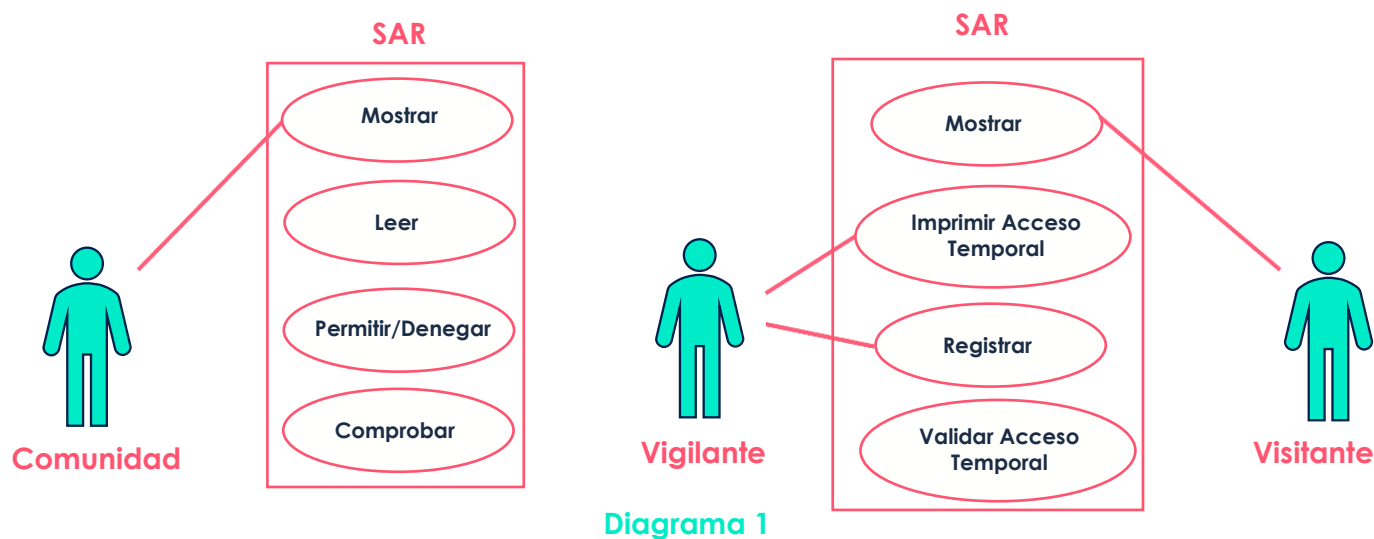 SAR
Mostrar
Leer
Permitir/Denegar
Comprobar
Comunidad
SAR
Mostrar
Imprimir Acceso
Temporal
Registrar
Validar Acceso
Temporal
Vigilante
Visitante
Diagrama 1